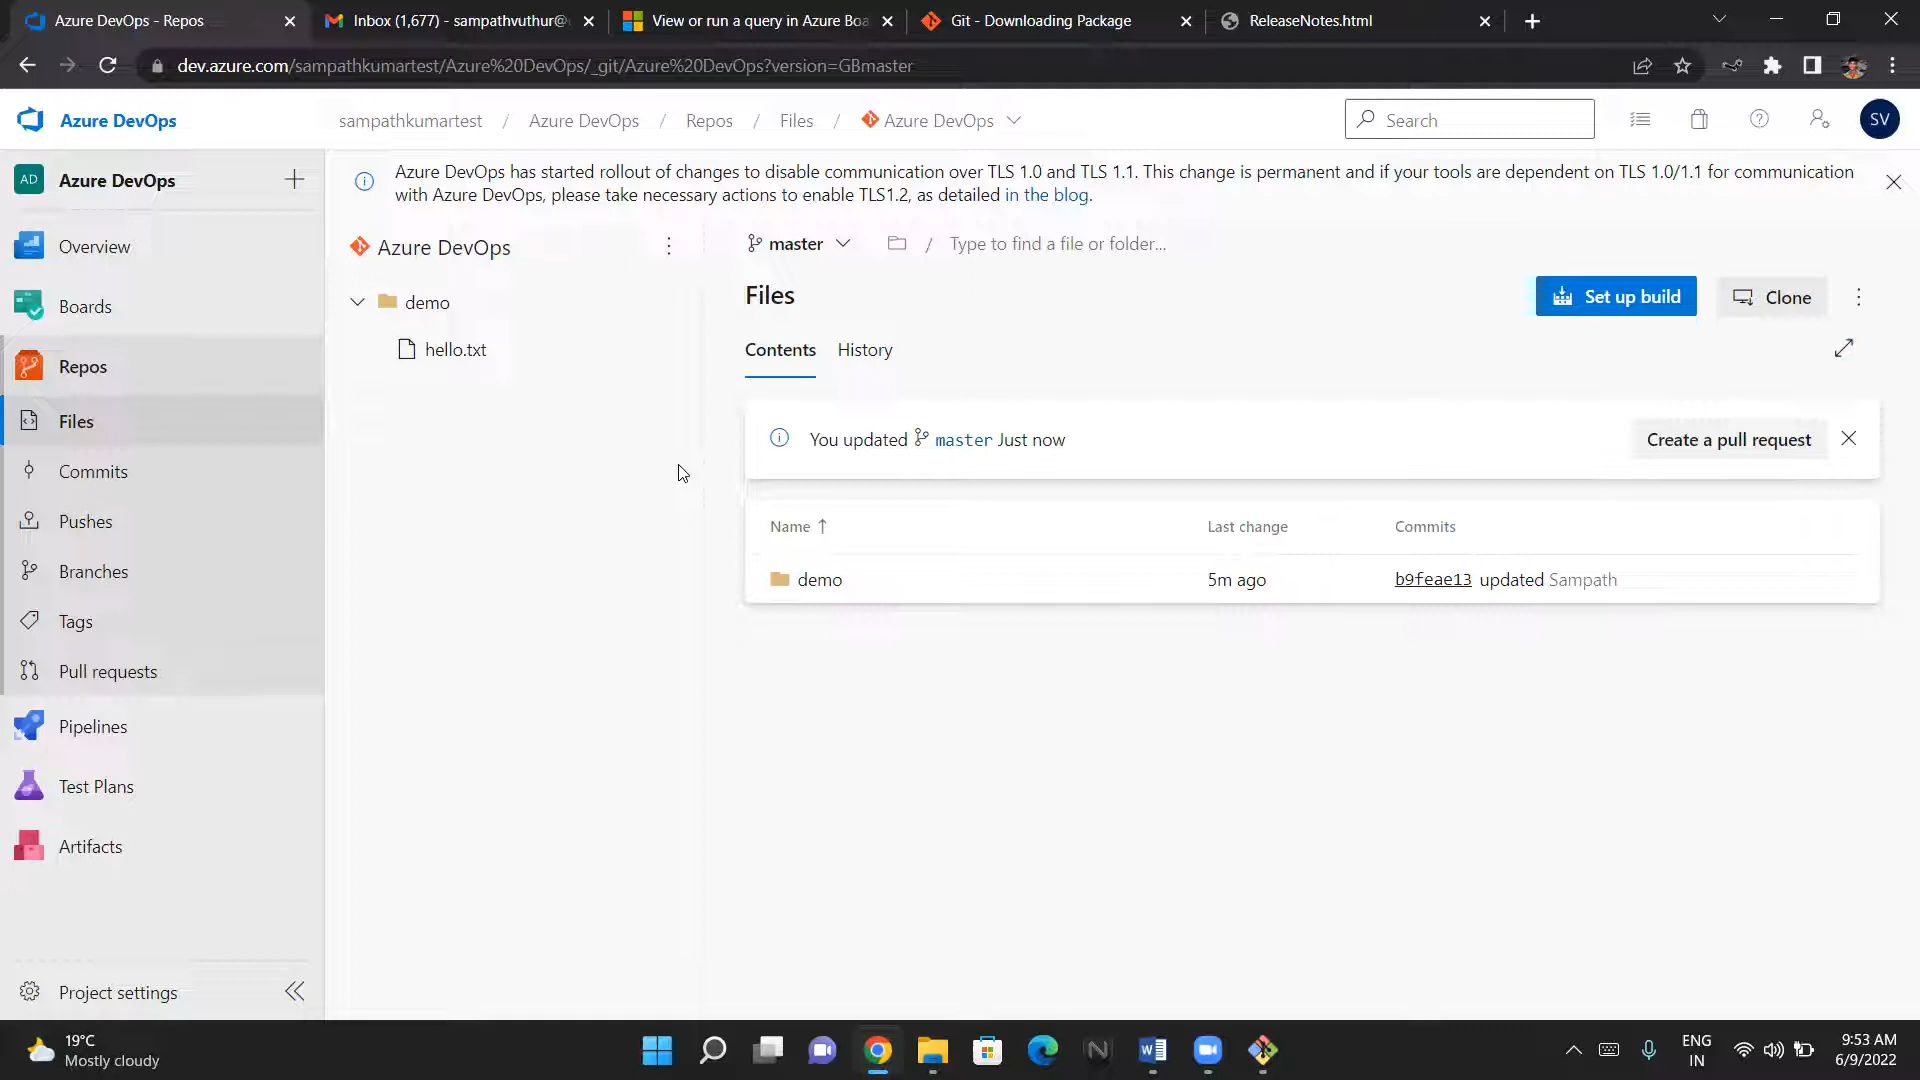 Azure DevOps - Repos
Inbox (1,677) - sampathvuthur@
View or run a query in Azure Boa
Git - Downloading Package
ReleaseNotes.html
dev.azure.com/sampathkumartest/Azure%20DevOps/_git/Azure%20DevOps?version=GBmaster
Azure DevOps
sampathkumartest / Azure DevOps / Repos / Files / Azure DevOps
Search
SV
AD Azure DevOps
Azure DevOps has started rollout of changes to disable communication over TLS 1.0 and TLS 1.1. This change is permanent and if your tools are dependent on TLS 1.0/1.1 for communication
with Azure DevOps, please take necessary actions to enable TLS1.2, as detailed in the blog.
Overview
Boards
Repos
Files
Commits
Pushes
Branches
Tags
Pull requests
Pipelines
Test Plans
Artifacts
Project settings
Azure DevOps
demo
hello.txt
master / Type to find a file or folder...
Files
Set up build
Clone
Contents
History
You updated master Just now
Create a pull request
Name
Last change
Commits
demo
5m ago
b9feae13 updated Sampath
19°C
Mostly cloudy
ENG
IN
9:53 AM
6/9/2022